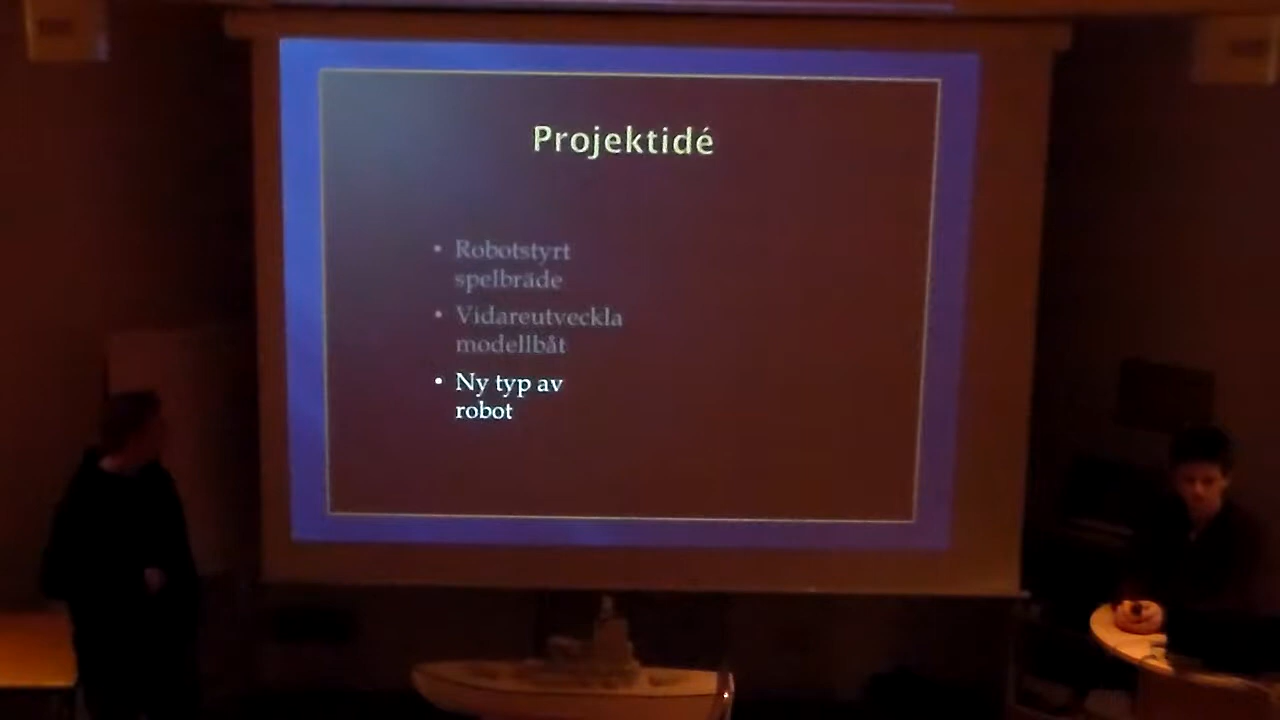 Projektidé
• Robotstyrt
spelbräde
• Vidareutveckla
modellbåt
• Ny typ av
robot